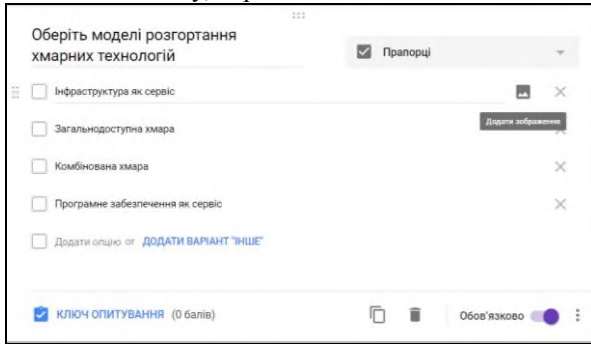 Оберіть моделі розгортання
хмарних технологій
Прапорці
Інфраструктура як сервіс
Додати зображення
Загальнодоступна хмара
Комбінована хмара
Програмне забезпечення як сервіс
Додати опцію or ДОДАТИ ВАРІАНТ "ІНШЕ"
КЛЮЧ ОПИТУВАННЯ (0 балів)
Обов'язково